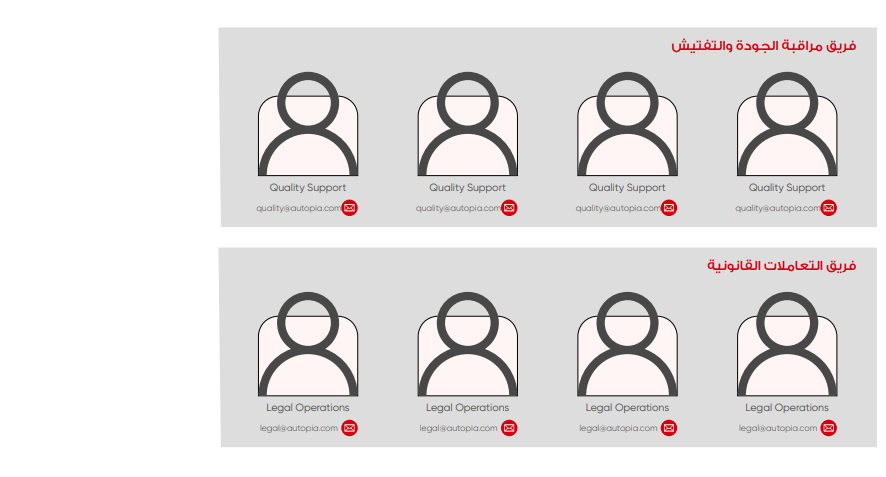 فريق مراقبة الجودة والتفتيش
Quality Support
Quality Support
Quality Support
Quality Support
quality@autopia.com
quality@autopia.com
quality@autopia.com
quality@autopia.com
فريق التعاملات القانونية
Legal Operations
Legal Operations
Legal Operations
Legal Operations
legal@autopia.com
legal@autopia.com
legal@autopia.com
legal@autopia.com